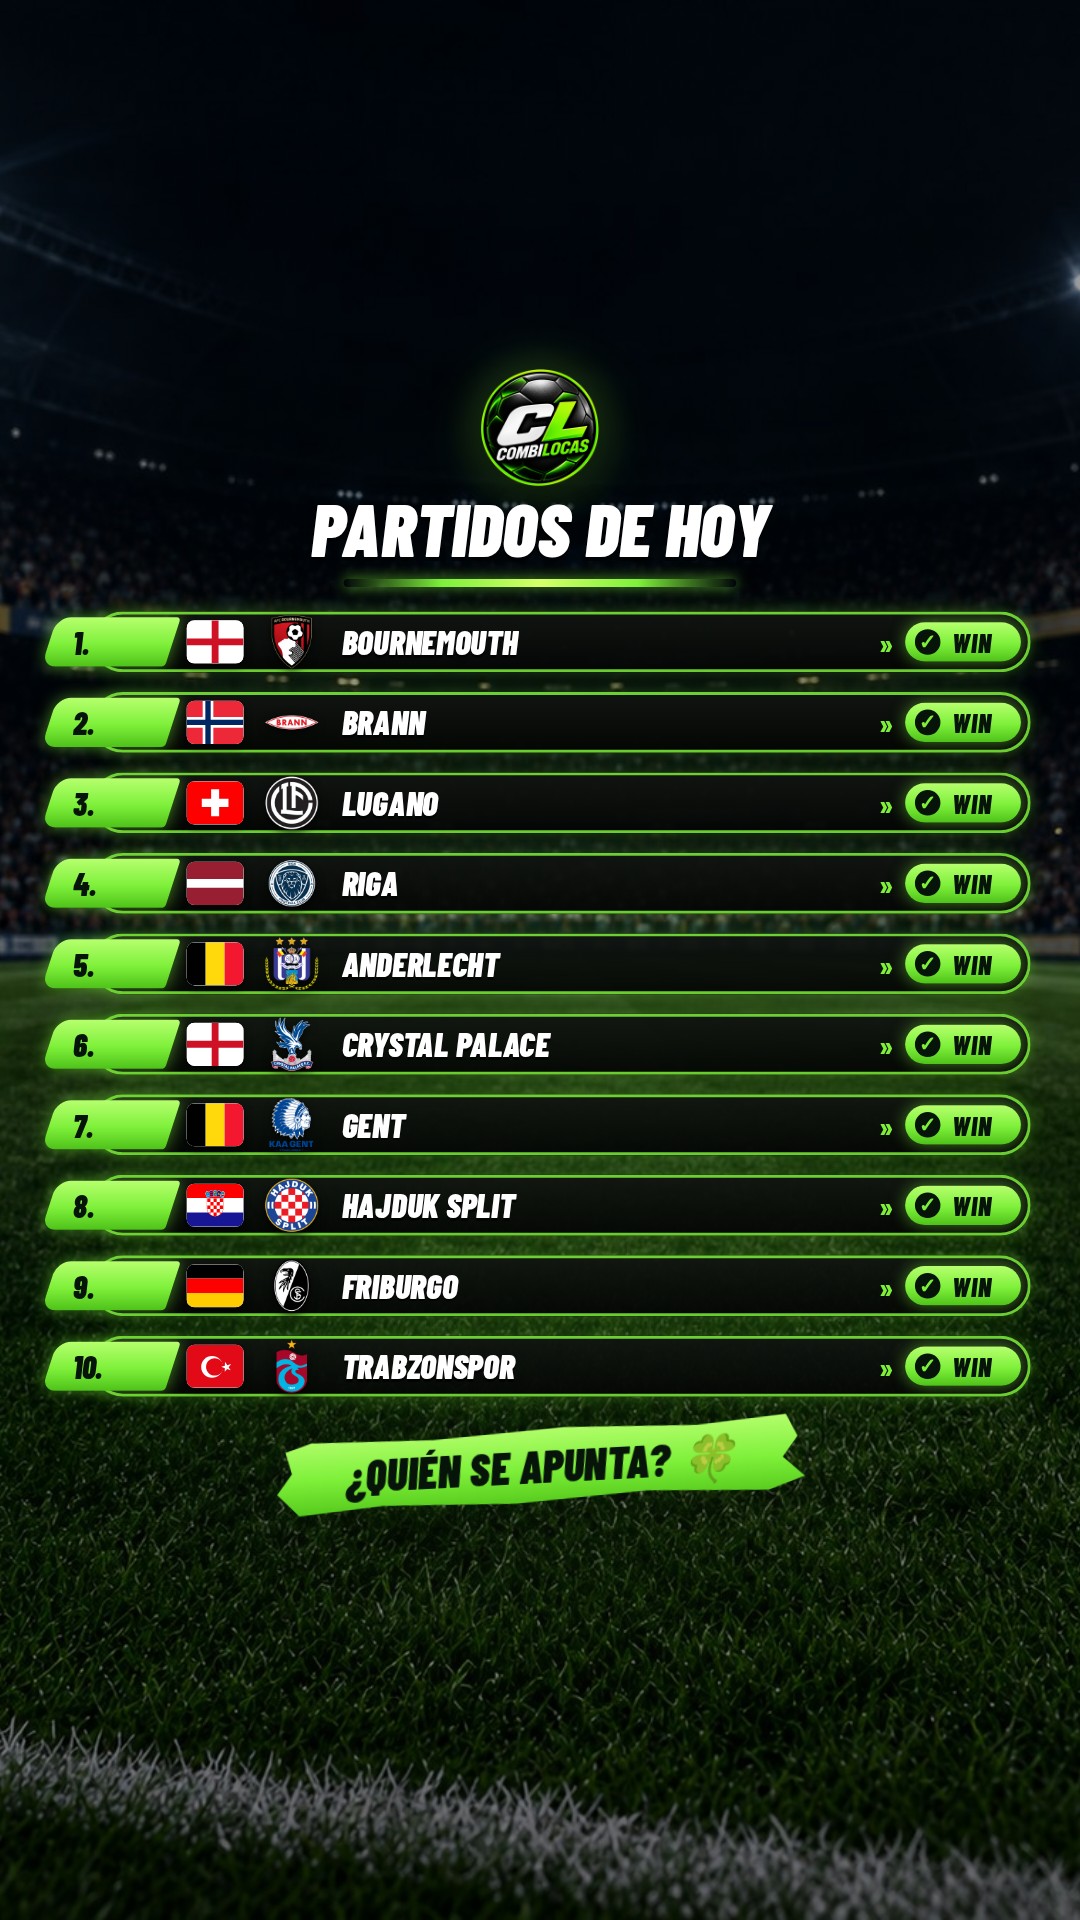 CL
COMBILOCAS
PARTIDOS DE HOY
1. BOURNEMOUTH » WIN
2. BRANN BRANN » WIN
3. LUGANO » WIN
4. RIGA » WIN
5. ANDERLECHT » WIN
6. CRYSTAL PALACE » WIN
7. KAA GENT GENT » WIN
8. HAJDUK SPLIT HAJDUK SPLIT » WIN
9. FRIBURGO » WIN
10. TRABZONSPOR » WIN
¿QUIÉN SE APUNTA? 🍀